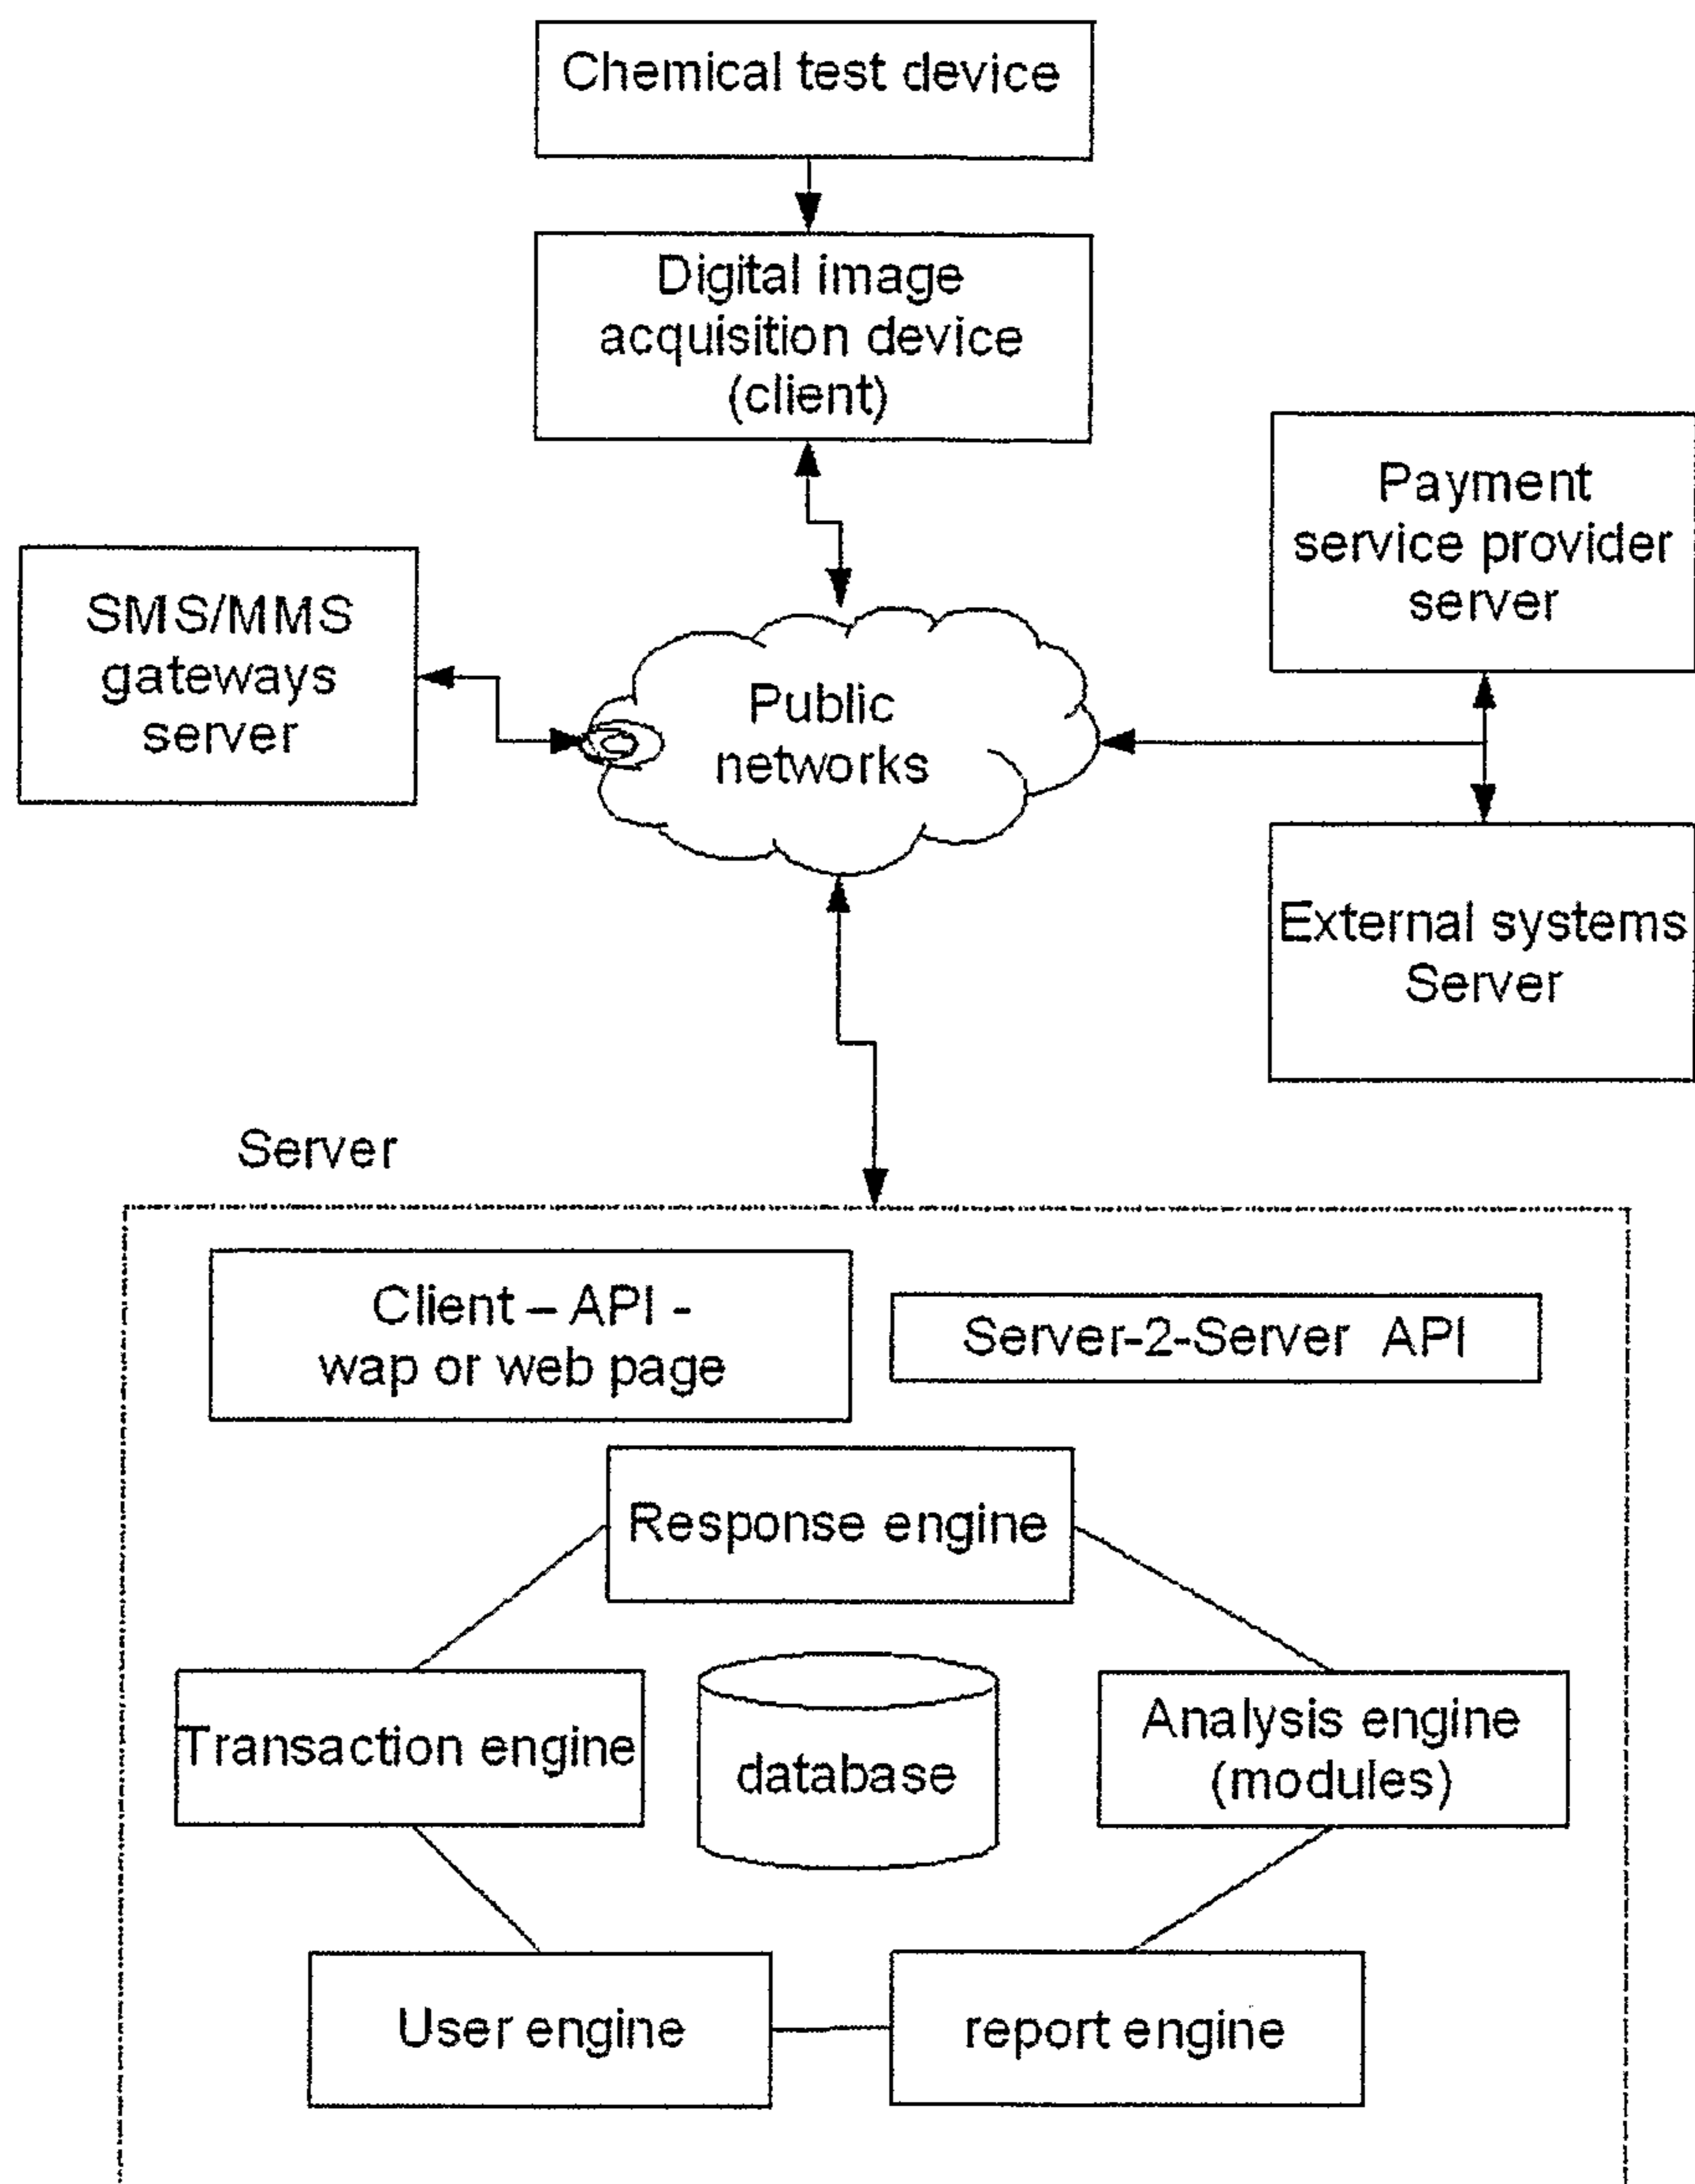 Chemical test device
Digital image
acquisition device
(client)
Payment
service provider
server
SMS/MMS
gateways
server
Public
networks
External systems
Server
Server
Client – API -
wap or web page
Server-2-Server API
Response engine
Transaction engine
database
Analysis engine
(modules)
User engine
report engine